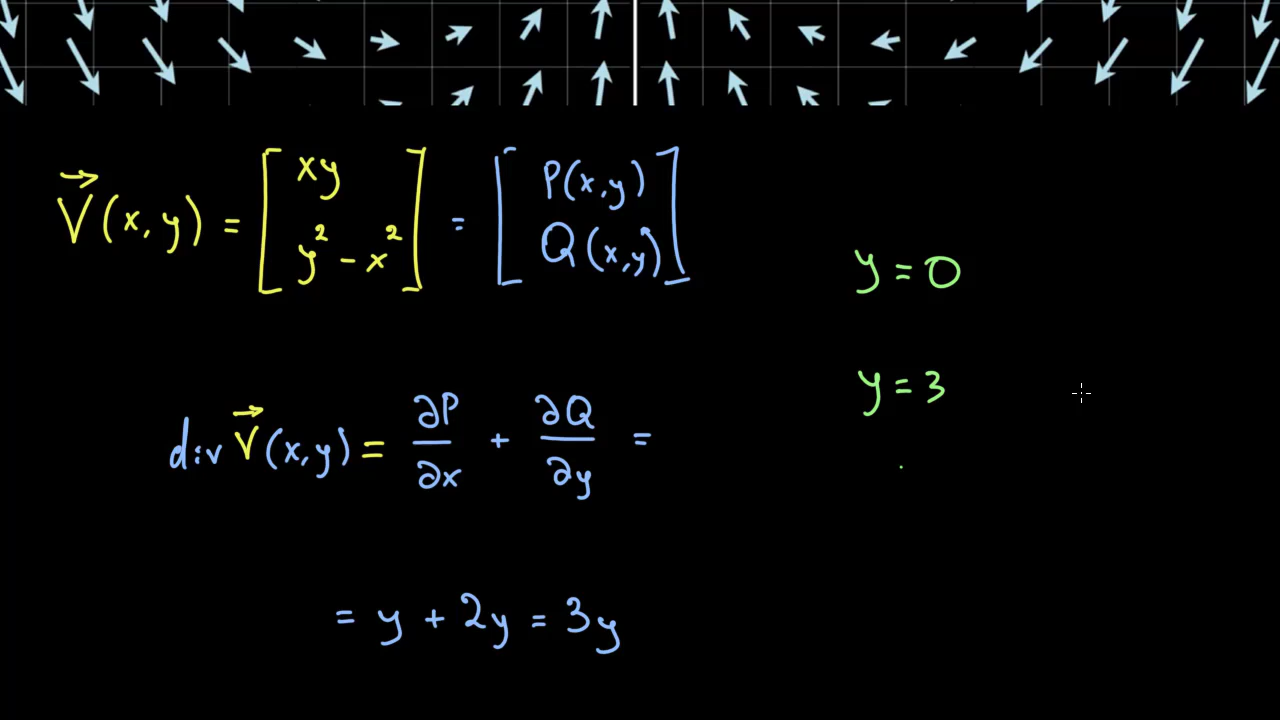 V⃗(x,y) = [xy; y² - x²] = [P(x,y); Q(x,y)]
y = 0
y = 3
div V⃗(x,y) = ∂P/∂x + ∂Q/∂y =
= y + 2y = 3y